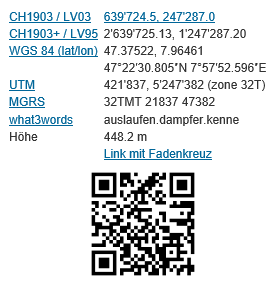 CH1903 / LV03 639'724.5, 247'287.0
CH1903+ / LV95 2'639'725.13, 1'247'287.20
WGS 84 (lat/lon) 47.37522, 7.96461
47°22'30.805"N 7°57'52.596"E
UTM 421'837, 5'247'382 (zone 32T)
MGRS 32TMT 21837 47382
what3words auslaufen.dampfer.kenne
Höhe 448.2 m
Link mit Fadenkreuz